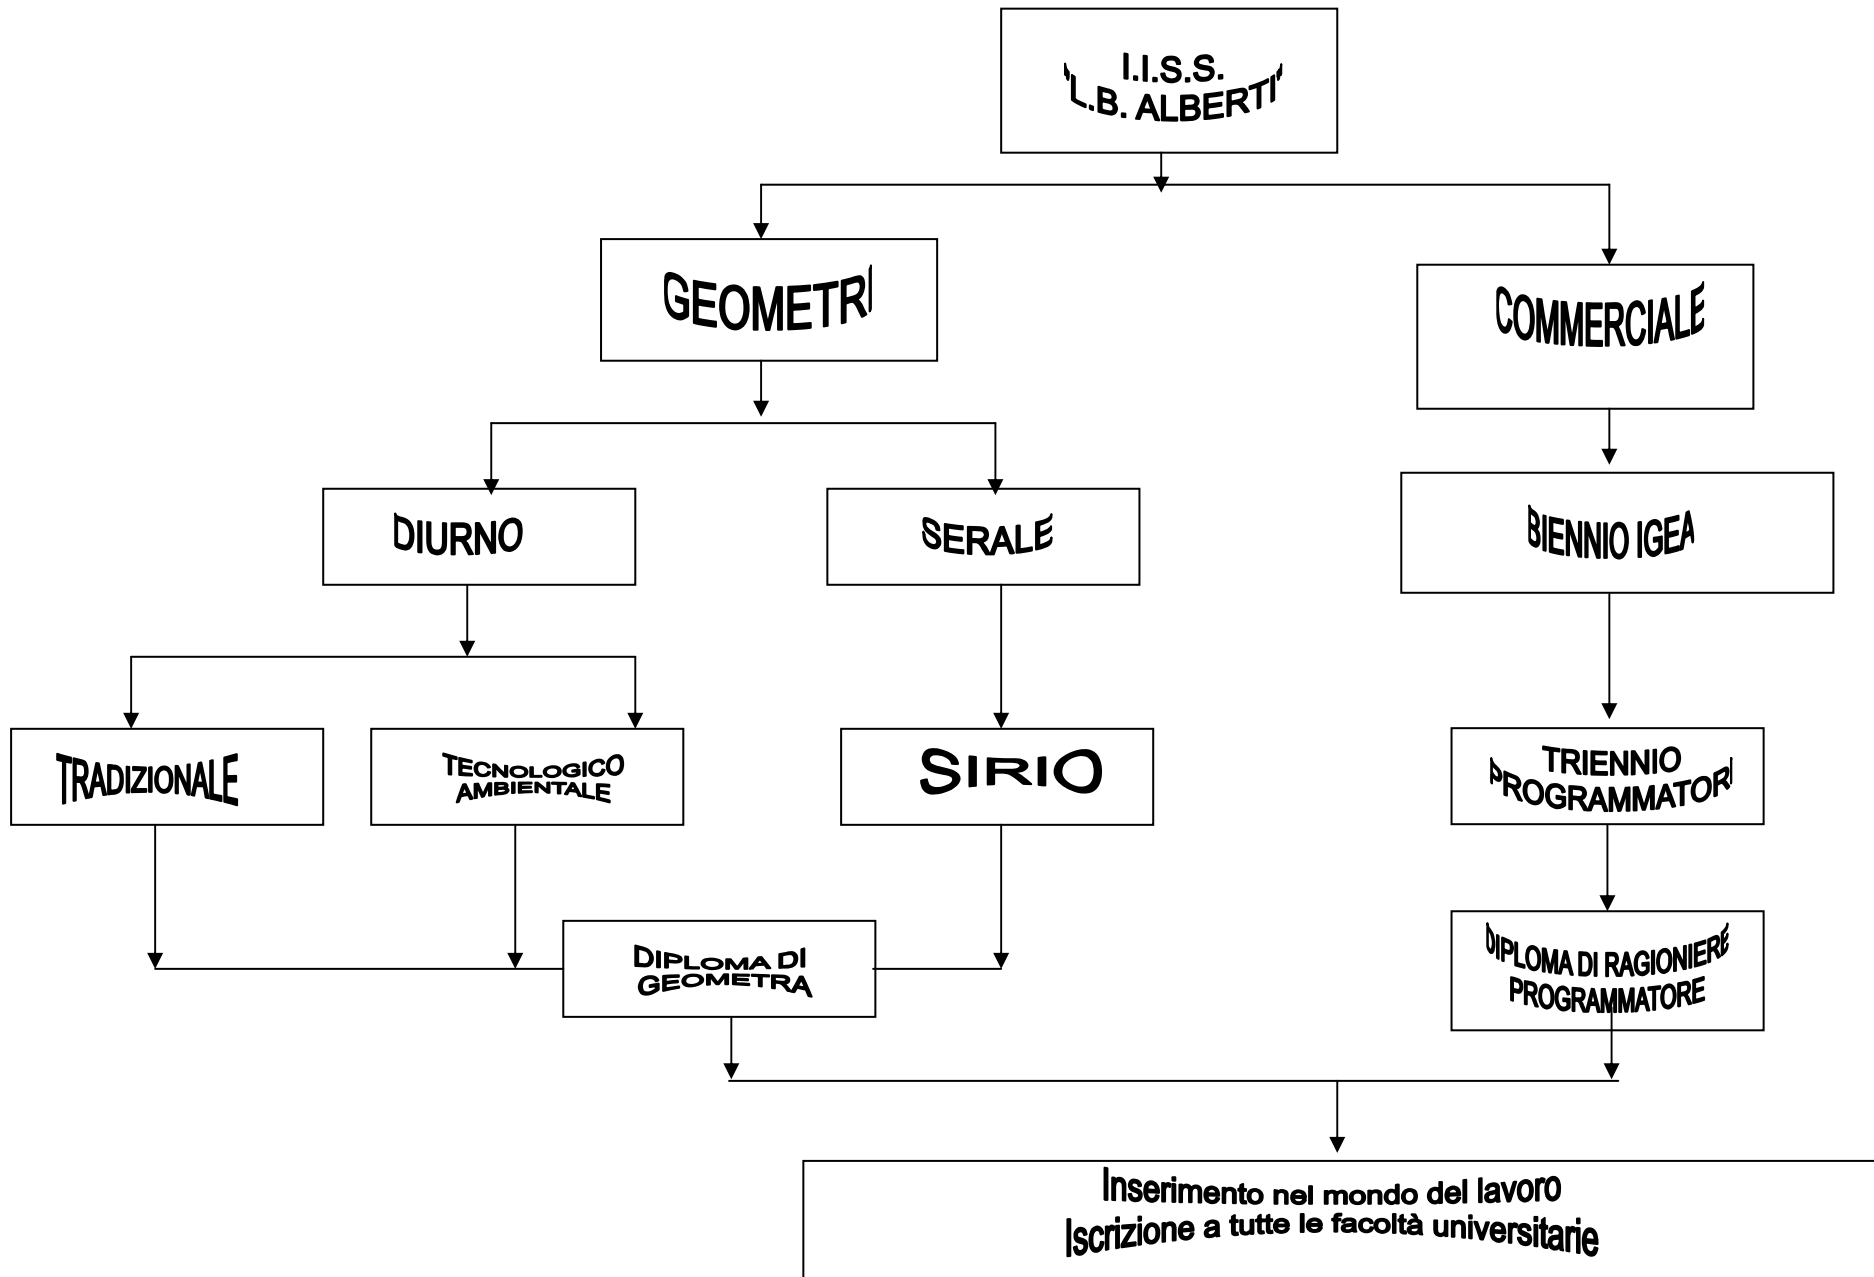 I.I.S.S.
"L.B. ALBERTI"
GEOMETRI
COMMERCIALE
DIURNO
SERALE
BIENNIO IGEA
TRADIZIONALE
TECNOLOGICO
AMBIENTALE
SIRIO
TRIENNIO
PROGRAMMATORI
DIPLOMA DI
GEOMETRA
DIPLOMA DI RAGIONIERE
PROGRAMMATORE
Inserimento nel mondo del lavoro
Iscrizione a tutte le facoltà universitarie